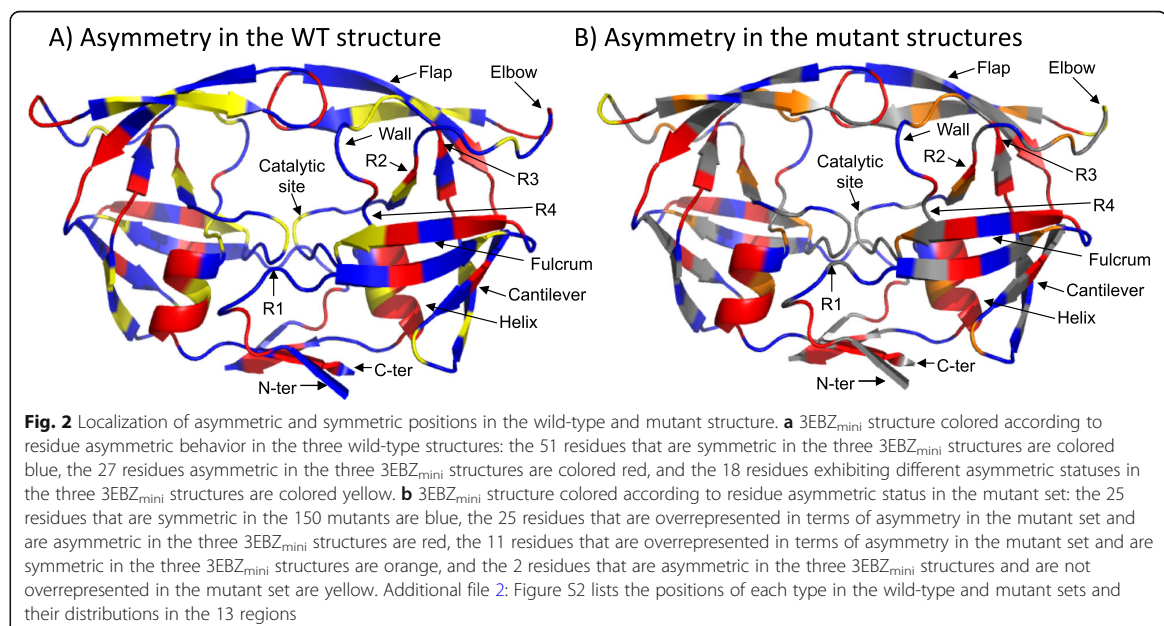 A) Asymmetry in the WT structure
B) Asymmetry in the mutant structures
Flap
Elbow
Wall
R2
Catalytic
site
R3
R4
Fulcrum
Cantilever
R1
Helix
C-ter
N-ter
Flap
Elbow
Wall
R2
Catalytic
site
R3
R4
Fulcrum
Cantilever
R1
Helix
C-ter
N-ter
Fig. 2 Localization of asymmetric and symmetric positions in the wild-type and mutant structure. a 3EBZmini structure colored according to
residue asymmetric behavior in the three wild-type structures: the 51 residues that are symmetric in the three 3EBZmini structures are colored
blue, the 27 residues asymmetric in the three 3EBZmini structures are colored red, and the 18 residues exhibiting different asymmetric statuses in
the three 3EBZmini structures are colored yellow. b 3EBZmini structure colored according to residue asymmetric status in the mutant set: the 25
residues that are symmetric in the 150 mutants are blue, the 25 residues that are overrepresented in terms of asymmetry in the mutant set and
are asymmetric in the three 3EBZmini structures are red, the 11 residues that are overrepresented in terms of asymmetry in the mutant set and are
symmetric in the three 3EBZmini structures are orange, and the 2 residues that are asymmetric in the three 3EBZmini structures and are not
overrepresented in the mutant set are yellow. Additional file 2: Figure S2 lists the positions of each type in the wild-type and mutant sets and
their distributions in the 13 regions